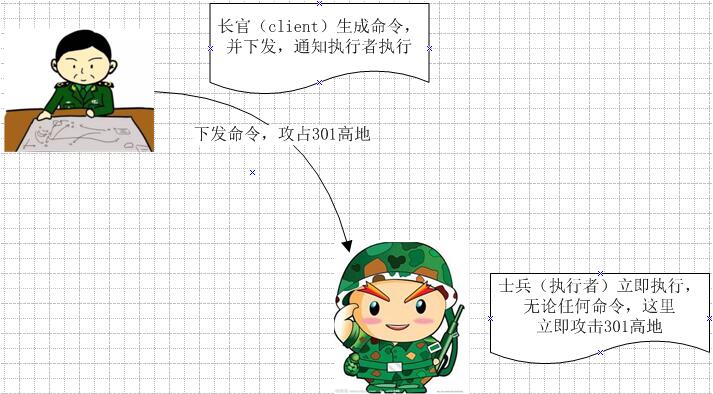 长官（client）生成命令，
并下发，通知执行者执行
下发命令，攻占301高地
士兵（执行者）立即执行，
无论任何命令，这里
立即攻击301高地